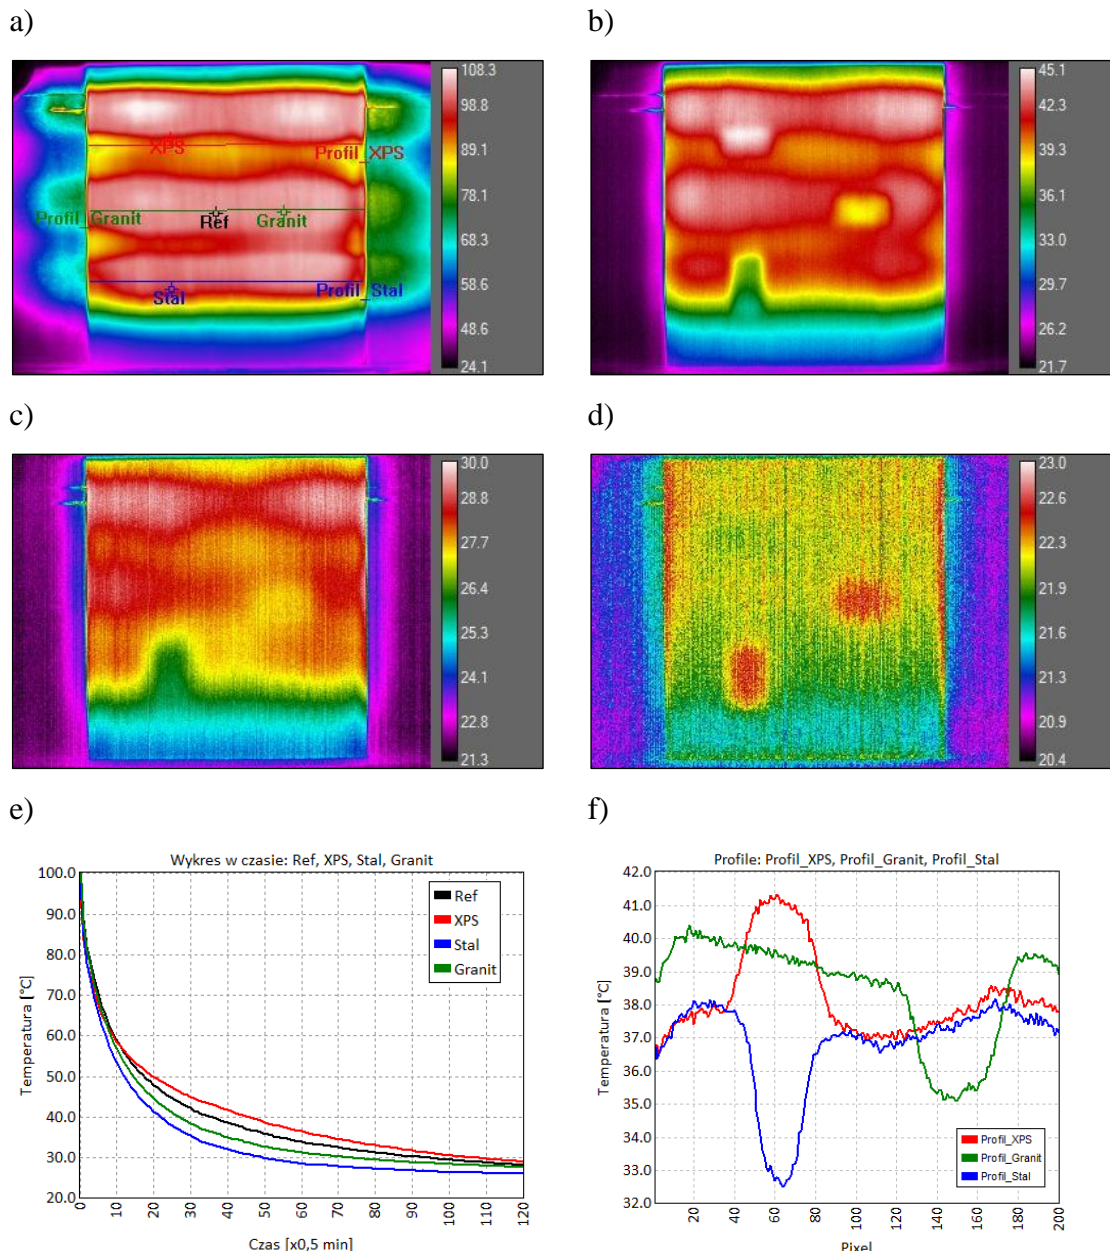 a)
b)
108.3
98.8
89.1
78.1
68.3
58.6
48.6
24.1
XPS
Profil_XPS
Profil_Granit
Ref
Granit
Stal
Profil_Stal
45.1
42.3
39.3
36.1
33.0
29.7
26.2
21.7
c)
d)
30.0
28.8
27.7
26.4
25.3
24.1
22.8
21.3
23.0
22.6
22.3
21.9
21.6
21.3
20.9
20.4
e)
f)
Wykres w czasie: Ref, XPS, Stal, Granit
100.0
90.0
80.0
70.0
60.0
50.0
40.0
30.0
20.0
Temperatura [°C]
Ref
XPS
Stal
Granit
0 10 20 30 40 50 60 70 80 90 100 110 120
Czas [x0,5 min]
Profile: Profil_XPS, Profil_Granit, Profil_Stal
42.0
41.0
40.0
39.0
38.0
37.0
36.0
35.0
34.0
33.0
32.0
Temperatura [°C]
Profil_XPS
Profil_Granit
Profil_Stal
20 40 60 80 100 120 140 160 180 200
Pixel